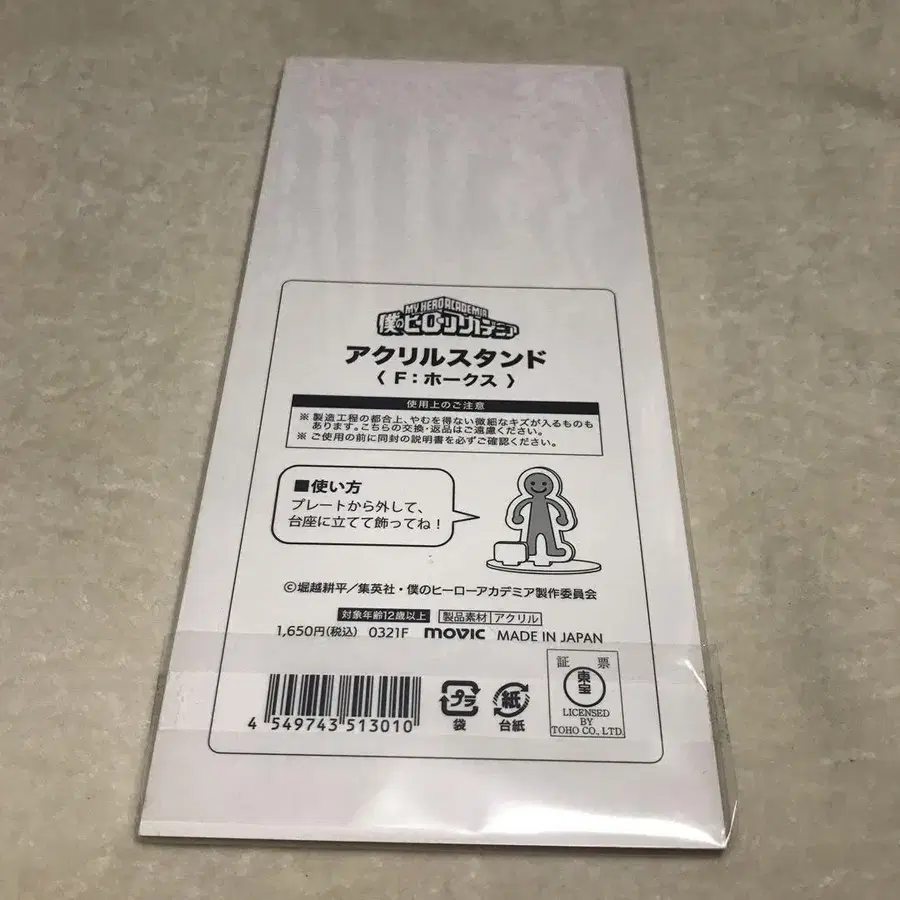 MY HERO ACADEMIA
僕のヒーローアカデミア
アクリルスタンド
〈 F：ホークス 〉
使用上のご注意
※ 製造工程の都合上、やむを得ない微細なキズが入るものも
あります。こちらの交換・返品はご遠慮ください。
※ ご使用の前に同封の説明書を必ずご確認ください。
■使い方
プレートから外して、
台座に立てて飾ってね！
©堀越耕平／集英社・僕のヒーローアカデミア製作委員会
対象年齢12歳以上 製品素材 アクリル
1,650円(税込) 0321F movic MADE IN JAPAN
4 549743 513010
プラ
袋
紙
台紙
証 票
東宝
LICENSED
BY
TOHO CO., LTD.